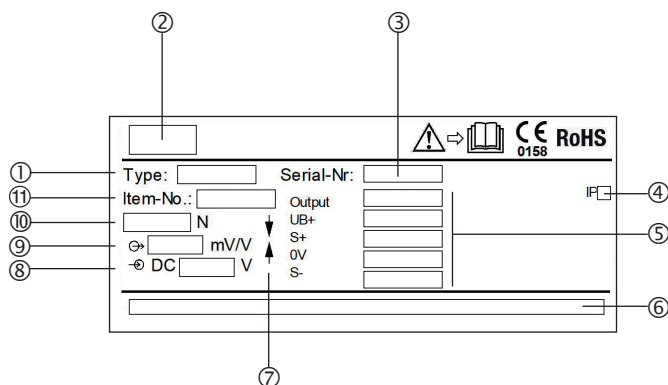 ② ③
CE RoHS
0158
① Type: Serial-Nr:
⑪ Item-No.: Output IP ④
⑩ N UB+
⑨ mV/V S+ ⑤
⑧ DC V 0V
S-
⑥
⑦